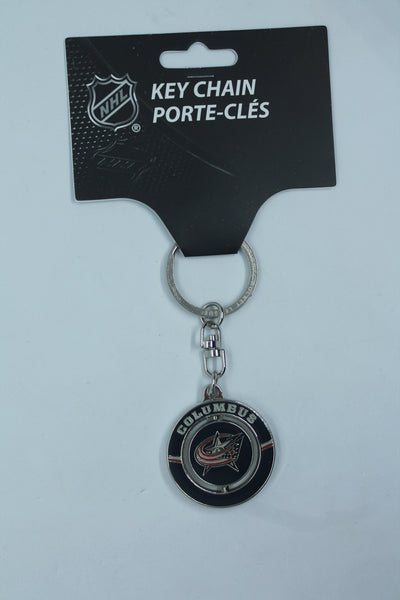 NHL
®
KEY CHAIN
PORTE-CLÉS
COLUMBUS